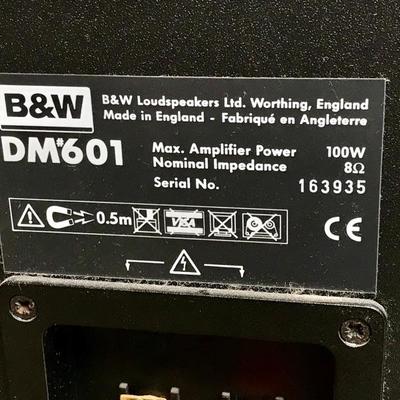 B&W
B&W Loudspeakers Ltd. Worthing, England
Made in England - Fabriqué en Angleterre
DM#601
Max. Amplifier Power 100W
Nominal Impedance 8Ω
Serial No. 163935
0.5m VISA CE